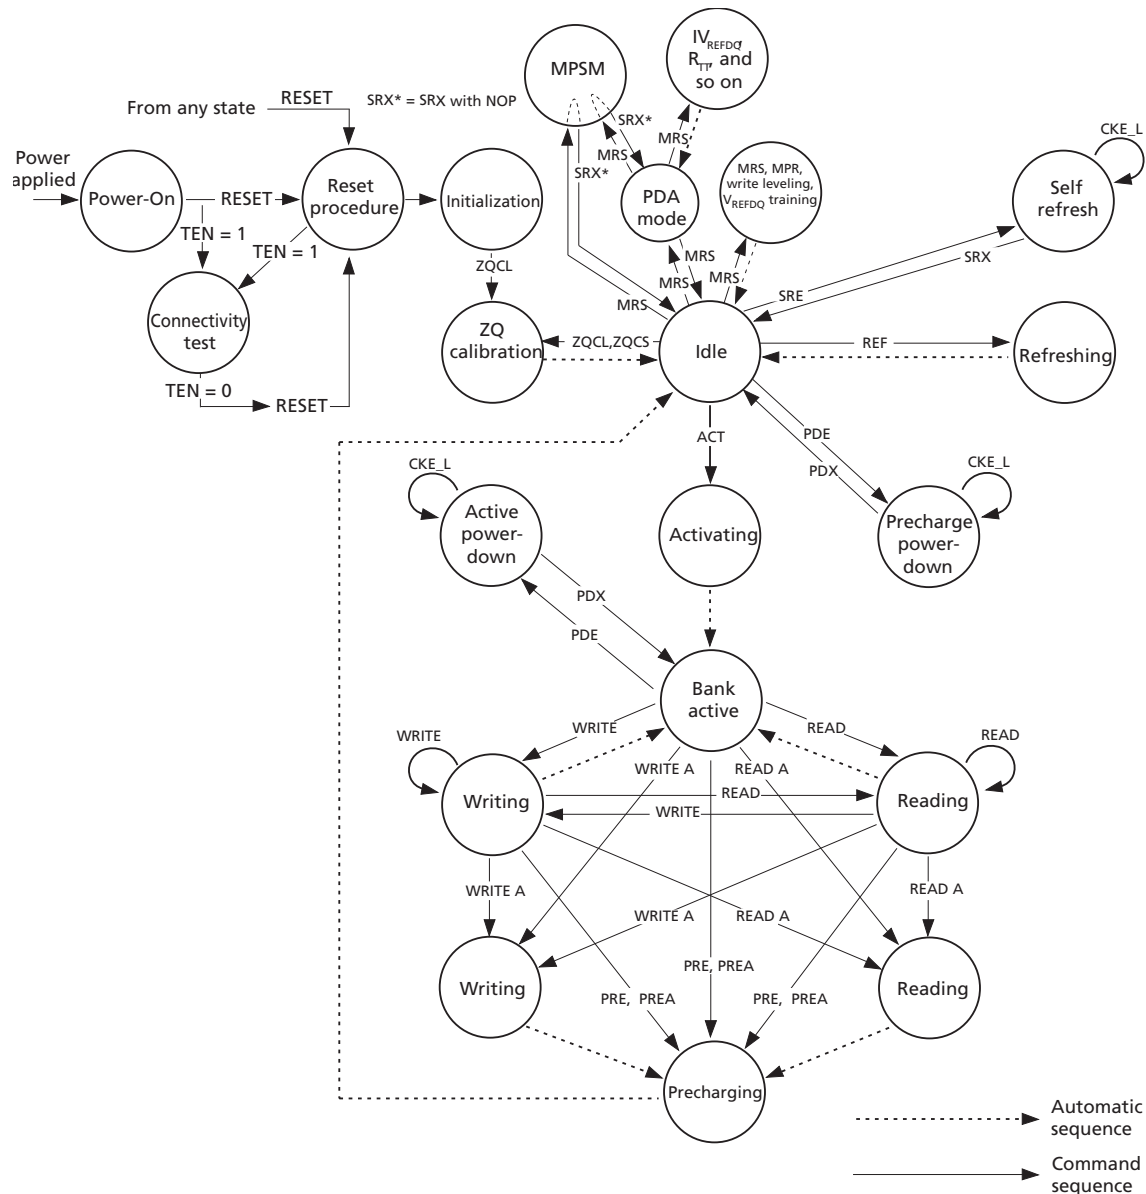 MPSM
IVREFDQ,
RTT, and
so on
From any state
RESET
SRX* = SRX with NOP
SRX*
MRS
MRS
CKE_L
Power
applied
Power-On
RESET
Reset
procedure
Initialization
SRX*
PDA
mode
MRS, MPR,
write leveling,
VREFDQ training
Self
refresh
TEN = 1
TEN = 1
ZQCL
MRS
MRS
MRS
SRX
MRS
SRE
Connectivity
test
ZQ
calibration
ZQCL,ZQCS
Idle
REF
Refreshing
TEN = 0
RESET
ACT
PDE
PDX
CKE_L
CKE_L
Active
power-
down
Activating
Precharge
power-
down
PDX
PDE
Bank
active
WRITE
READ
WRITE
READ
WRITE A
READ A
Writing
READ
WRITE
Reading
WRITE A
READ A
WRITE A
READ A
PRE, PREA
Writing
Reading
PRE, PREA
PRE, PREA
Precharging
Automatic
sequence
Command
sequence